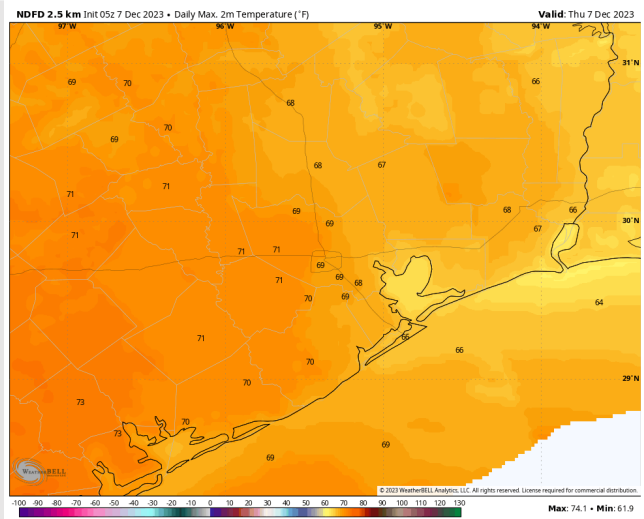 NDFD 2.5 km Init 05z 7 Dec 2023 • Daily Max. 2m Temperature (°F)
Valid: Thu 7 Dec 2023
97°W 96°W 95°W 94°W
31°N
69 70 66
68
70
69
68 67
71 71
69 68 66
69 67
71
71 71 30°N
69
71 69 68
70 69
64
71 66
66
70
70 29°N
73
70
73
69
69
WEATHERBELL
© 2023 WeatherBELL Analytics, LLC. All rights reserved. License required for commercial distribution.
-100 -90 -80 -70 -60 -50 -40 -30 -20 -10 0 10 20 30 40 50 60 70 80 90 100 110 120 130
Max: 74.1 • Min: 61.9